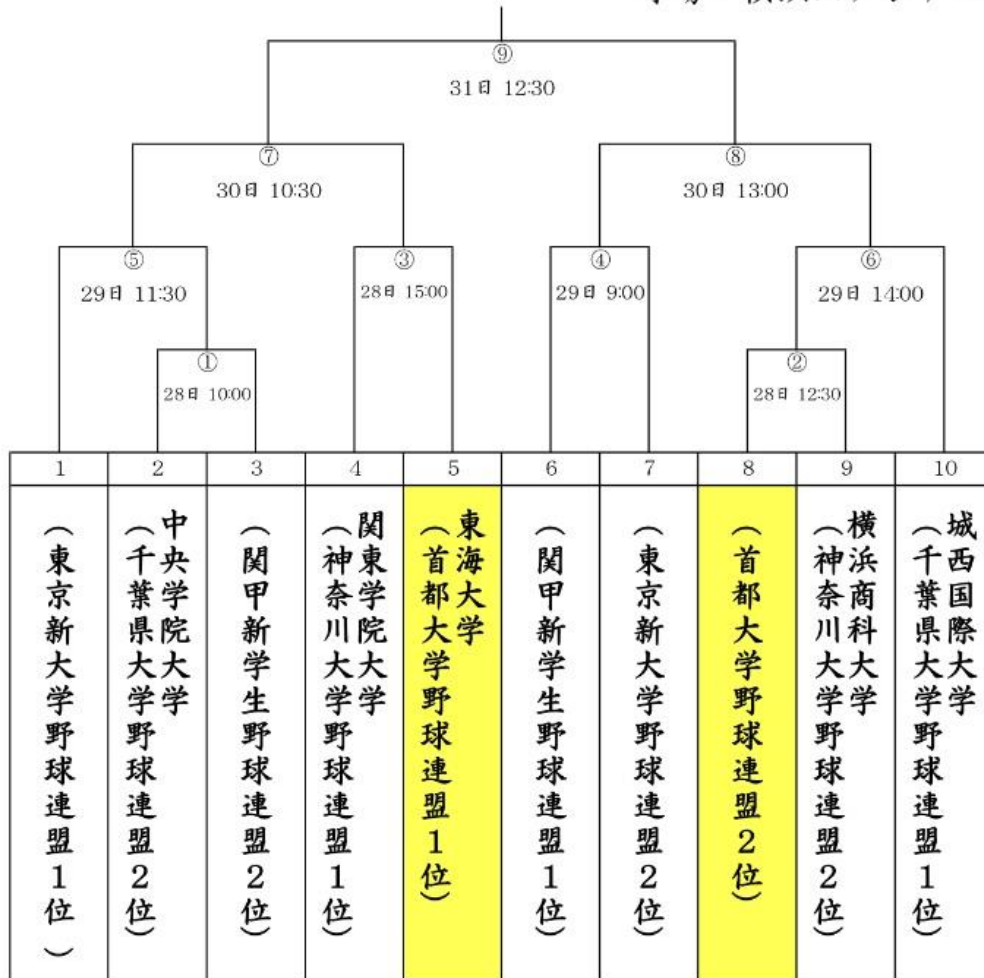 ⑨
31日 12:30
⑦
30日 10:30
⑧
30日 13:00
⑤
29日 11:30
③
28日 15:00
④
29日 9:00
⑥
29日 14:00
①
28日 10:00
②
28日 12:30
1
2
3
4
5
6
7
8
9
10
（東京新大学野球連盟1位）
中央学院大学
（千葉県大学野球連盟2位）
（関甲新学生野球連盟2位）
関東学院大学
（神奈川大学野球連盟1位）
東海大学
（首都大学野球連盟1位）
（関甲新学生野球連盟1位）
（東京新大学野球連盟2位）
（首都大学野球連盟2位）
横浜商科大学
（神奈川大学野球連盟2位）
城西国際大学
（千葉県大学野球連盟1位）